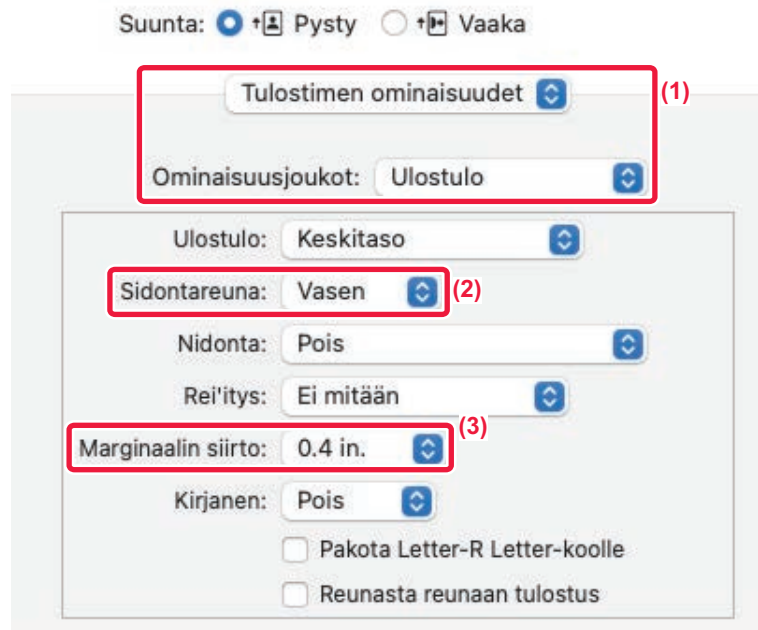 Suunta: Pysty Vaaka
Tulostimen ominaisuudet (1)
Ominaisuusjoukot: Ulostulo
Ulostulo: Keskitaso
Sidontareuna: Vasen (2)
Nidonta: Pois
Rei'itys: Ei mitään
Marginaalin siirto: 0.4 in. (3)
Kirjanen: Pois
Pakota Letter-R Letter-koolle
Reunasta reunaan tulostus